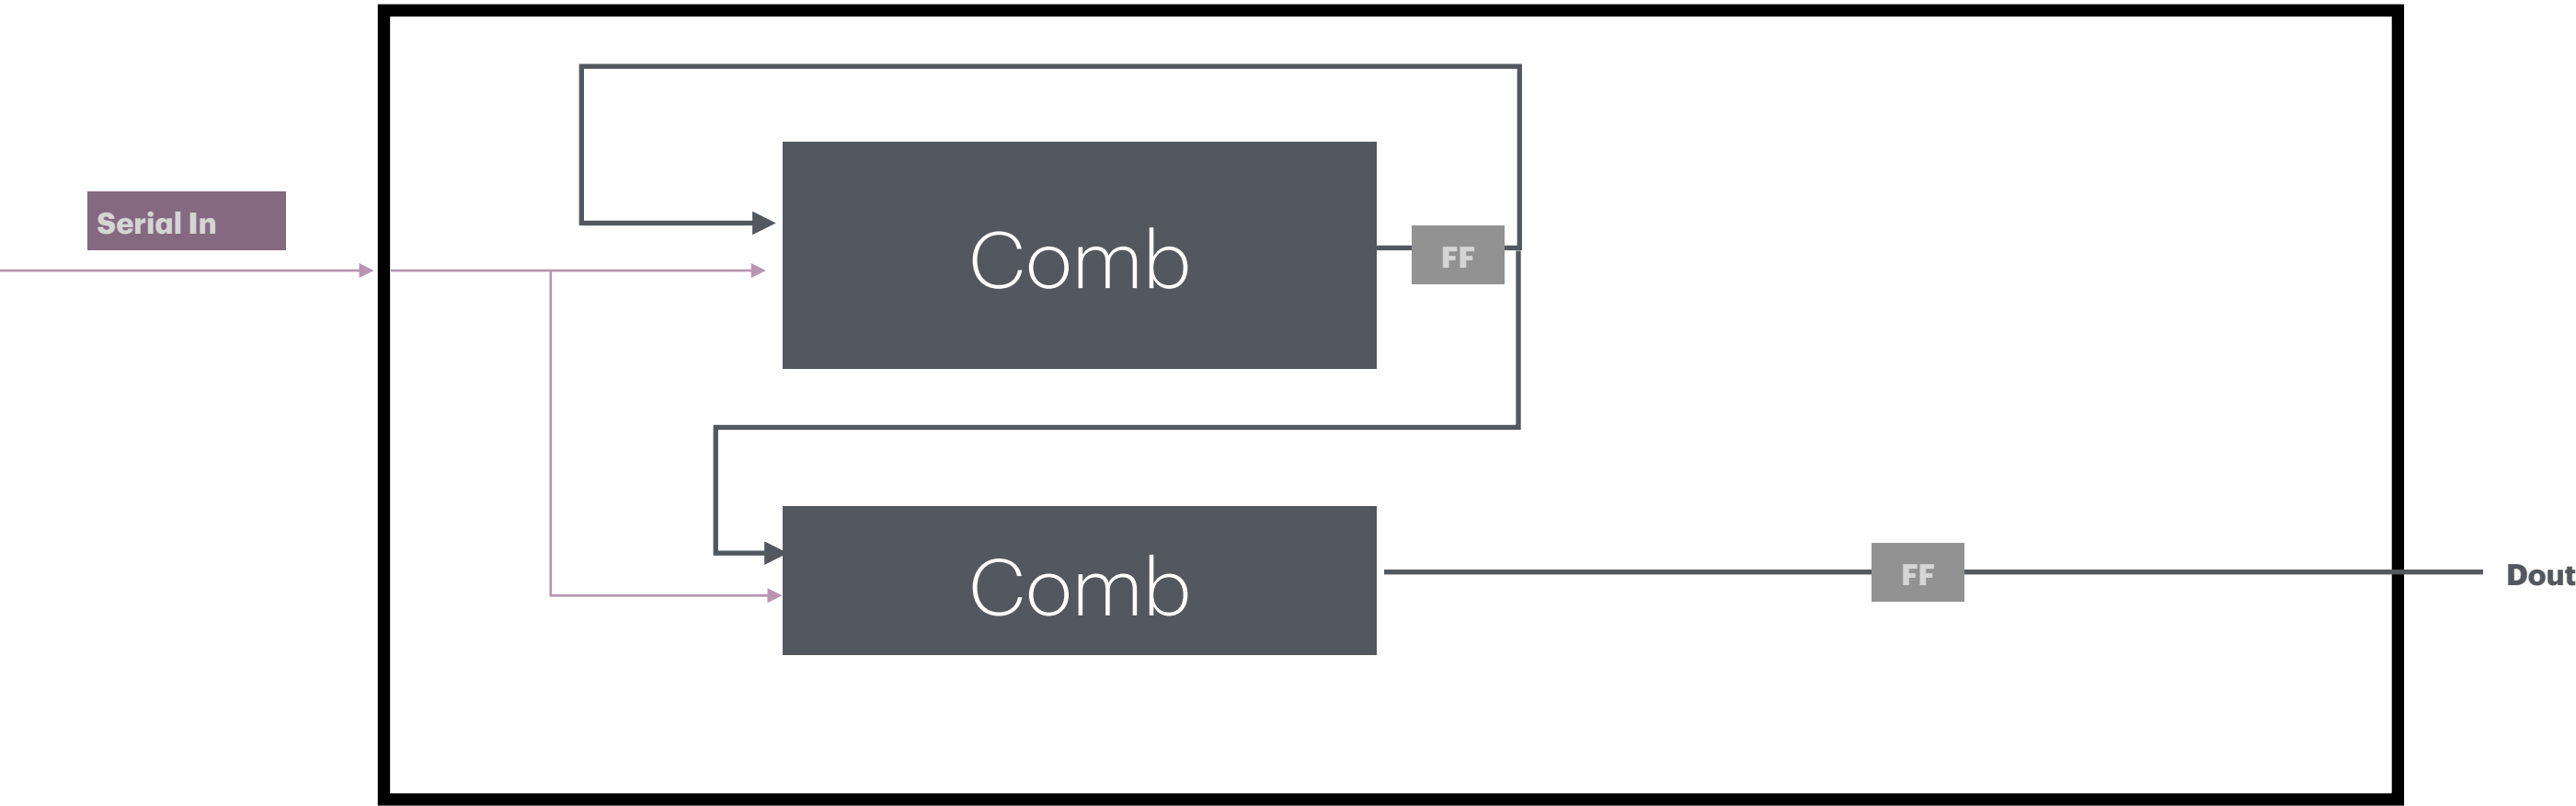 Serial In
Comb
FF
Comb
FF
Dout